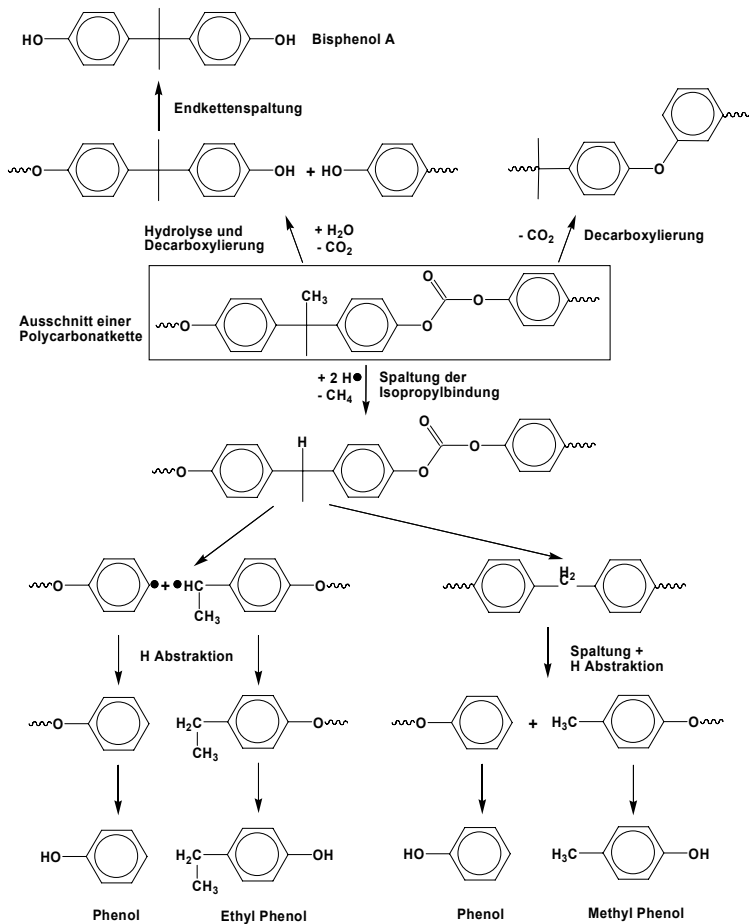 HO OH Bisphenol A
Endkettenspaltung
O OH + HO
O
Hydrolyse und
Decarboxylierung
+ H₂O
- CO₂
- CO₂ Decarboxylierung
Ausschnitt einer
Polycarbonatkette
O CH₃ O O O
+ 2 H●
- CH₄
Spaltung der
Isopropylbindung
O H O O O
O ● + ● HC O
CH₃
H₂
C
H Abstraktion
Spaltung +
H Abstraktion
O H₂C O
CH₃
O + H₃C O
HO H₂C OH
CH₃
HO H₃C OH
Phenol Ethyl Phenol Phenol Methyl Phenol